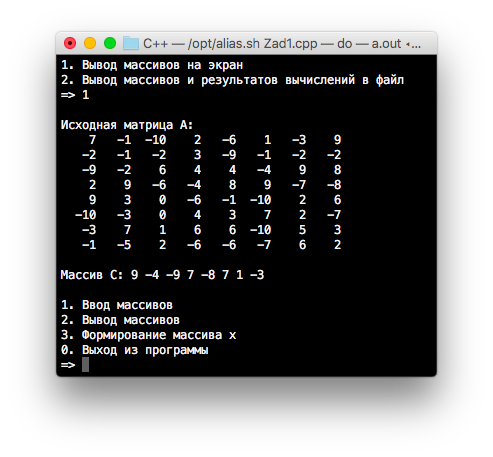 C++ — /opt/alias.sh Zad1.cpp — do — a.out ◂...
1. Вывод массивов на экран
2. Вывод массивов и результатов вычислений в файл
=> 1
Исходная матрица A:
7 -1 -10 2 -6 1 -3 9
-2 -1 -2 3 -9 -1 -2 -2
-9 -2 6 4 4 -4 9 8
2 9 -6 -4 8 9 -7 -8
9 3 0 -6 -1 -10 2 6
-10 -3 0 4 3 7 2 -7
-3 7 1 6 6 -10 5 3
-1 -5 2 -6 -6 -7 6 2
Массив C: 9 -4 -9 7 -8 7 1 -3
1. Ввод массивов
2. Вывод массивов
3. Формирование массива x
0. Выход из программы
=>